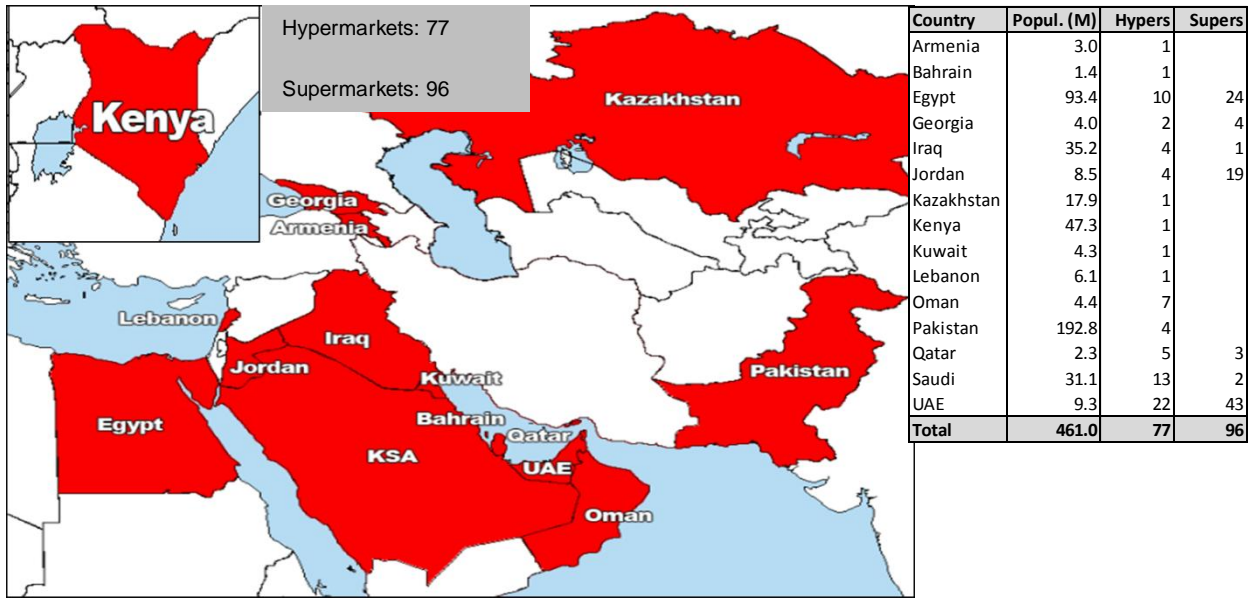 Hypermarkets: 77
Supermarkets: 96
Kenya
Kazakhstan
Georgia
Armenia
Lebanon
Iraq
Jordan
Kuwait
Pakistan
Egypt
Bahrain
Qatar
KSA
UAE
Oman
Country Popul. (M) Hypers Supers
Armenia 3.0 1
Bahrain 1.4 1
Egypt 93.4 10 24
Georgia 4.0 2 4
Iraq 35.2 4 1
Jordan 8.5 4 19
Kazakhstan 17.9 1
Kenya 47.3 1
Kuwait 4.3 1
Lebanon 6.1 1
Oman 4.4 7
Pakistan 192.8 4
Qatar 2.3 5 3
Saudi 31.1 13 2
UAE 9.3 22 43
Total 461.0 77 96